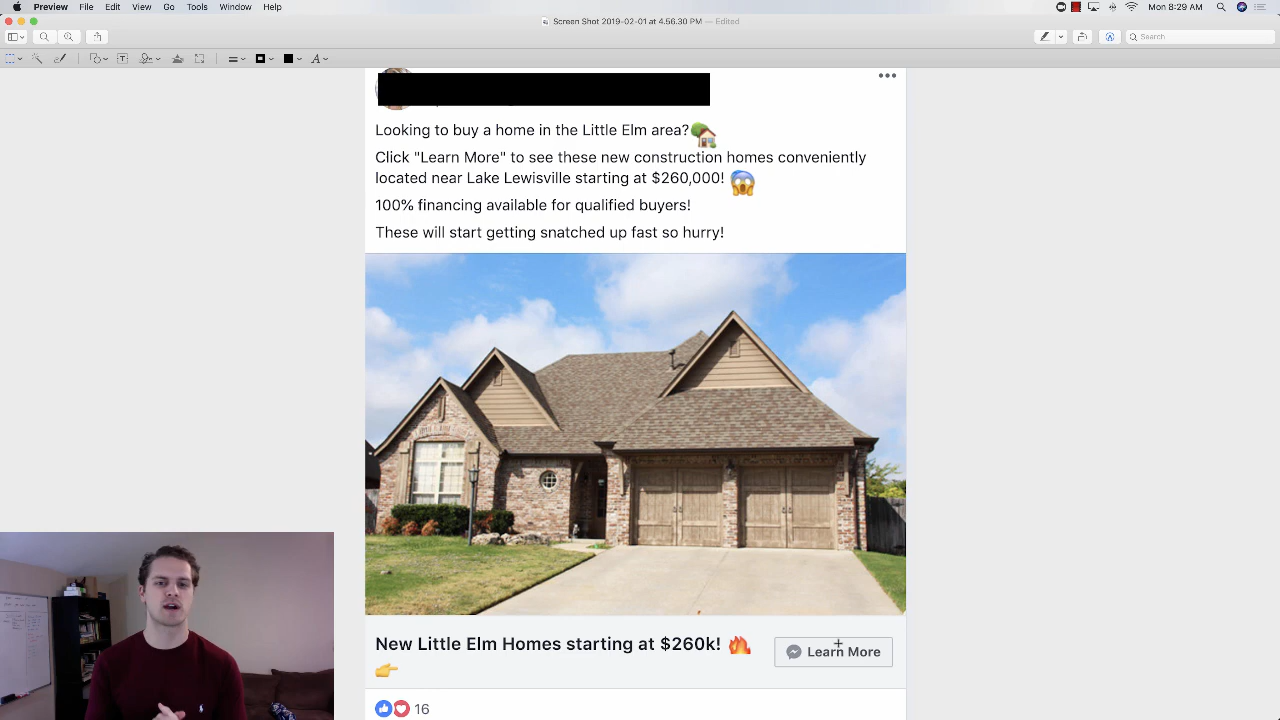 Preview File Edit View Go Tools Window Help
Mon 8:29 AM
Screen Shot 2019-02-01 at 4.56.30 PM — Edited
Search
Looking to buy a home in the Little Elm area?
Click "Learn More" to see these new construction homes conveniently
located near Lake Lewisville starting at $260,000!
100% financing available for qualified buyers!
These will start getting snatched up fast so hurry!
New Little Elm Homes starting at $260k!
Learn More
16